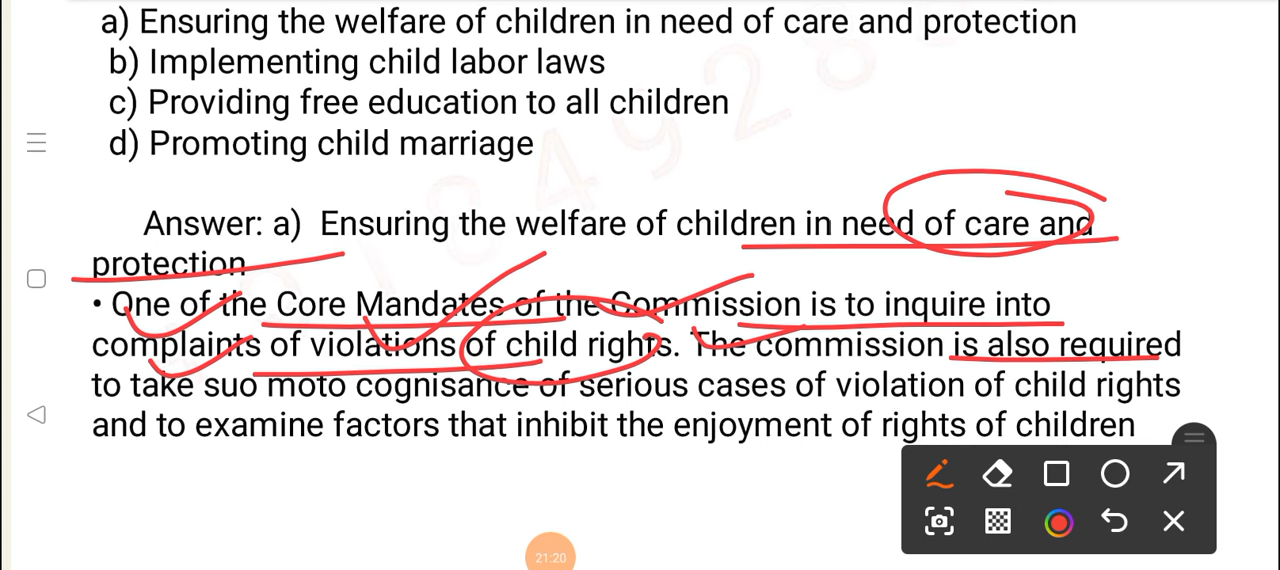 a) Ensuring the welfare of children in need of care and protection
b) Implementing child labor laws
c) Providing free education to all children
d) Promoting child marriage
Answer: a) Ensuring the welfare of children in need of care and
protection
• One of the Core Mandates of the Commission is to inquire into
complaints of violations of child rights. The commission is also required
to take suo moto cognisance of serious cases of violation of child rights
and to examine factors that inhibit the enjoyment of rights of children
21:20